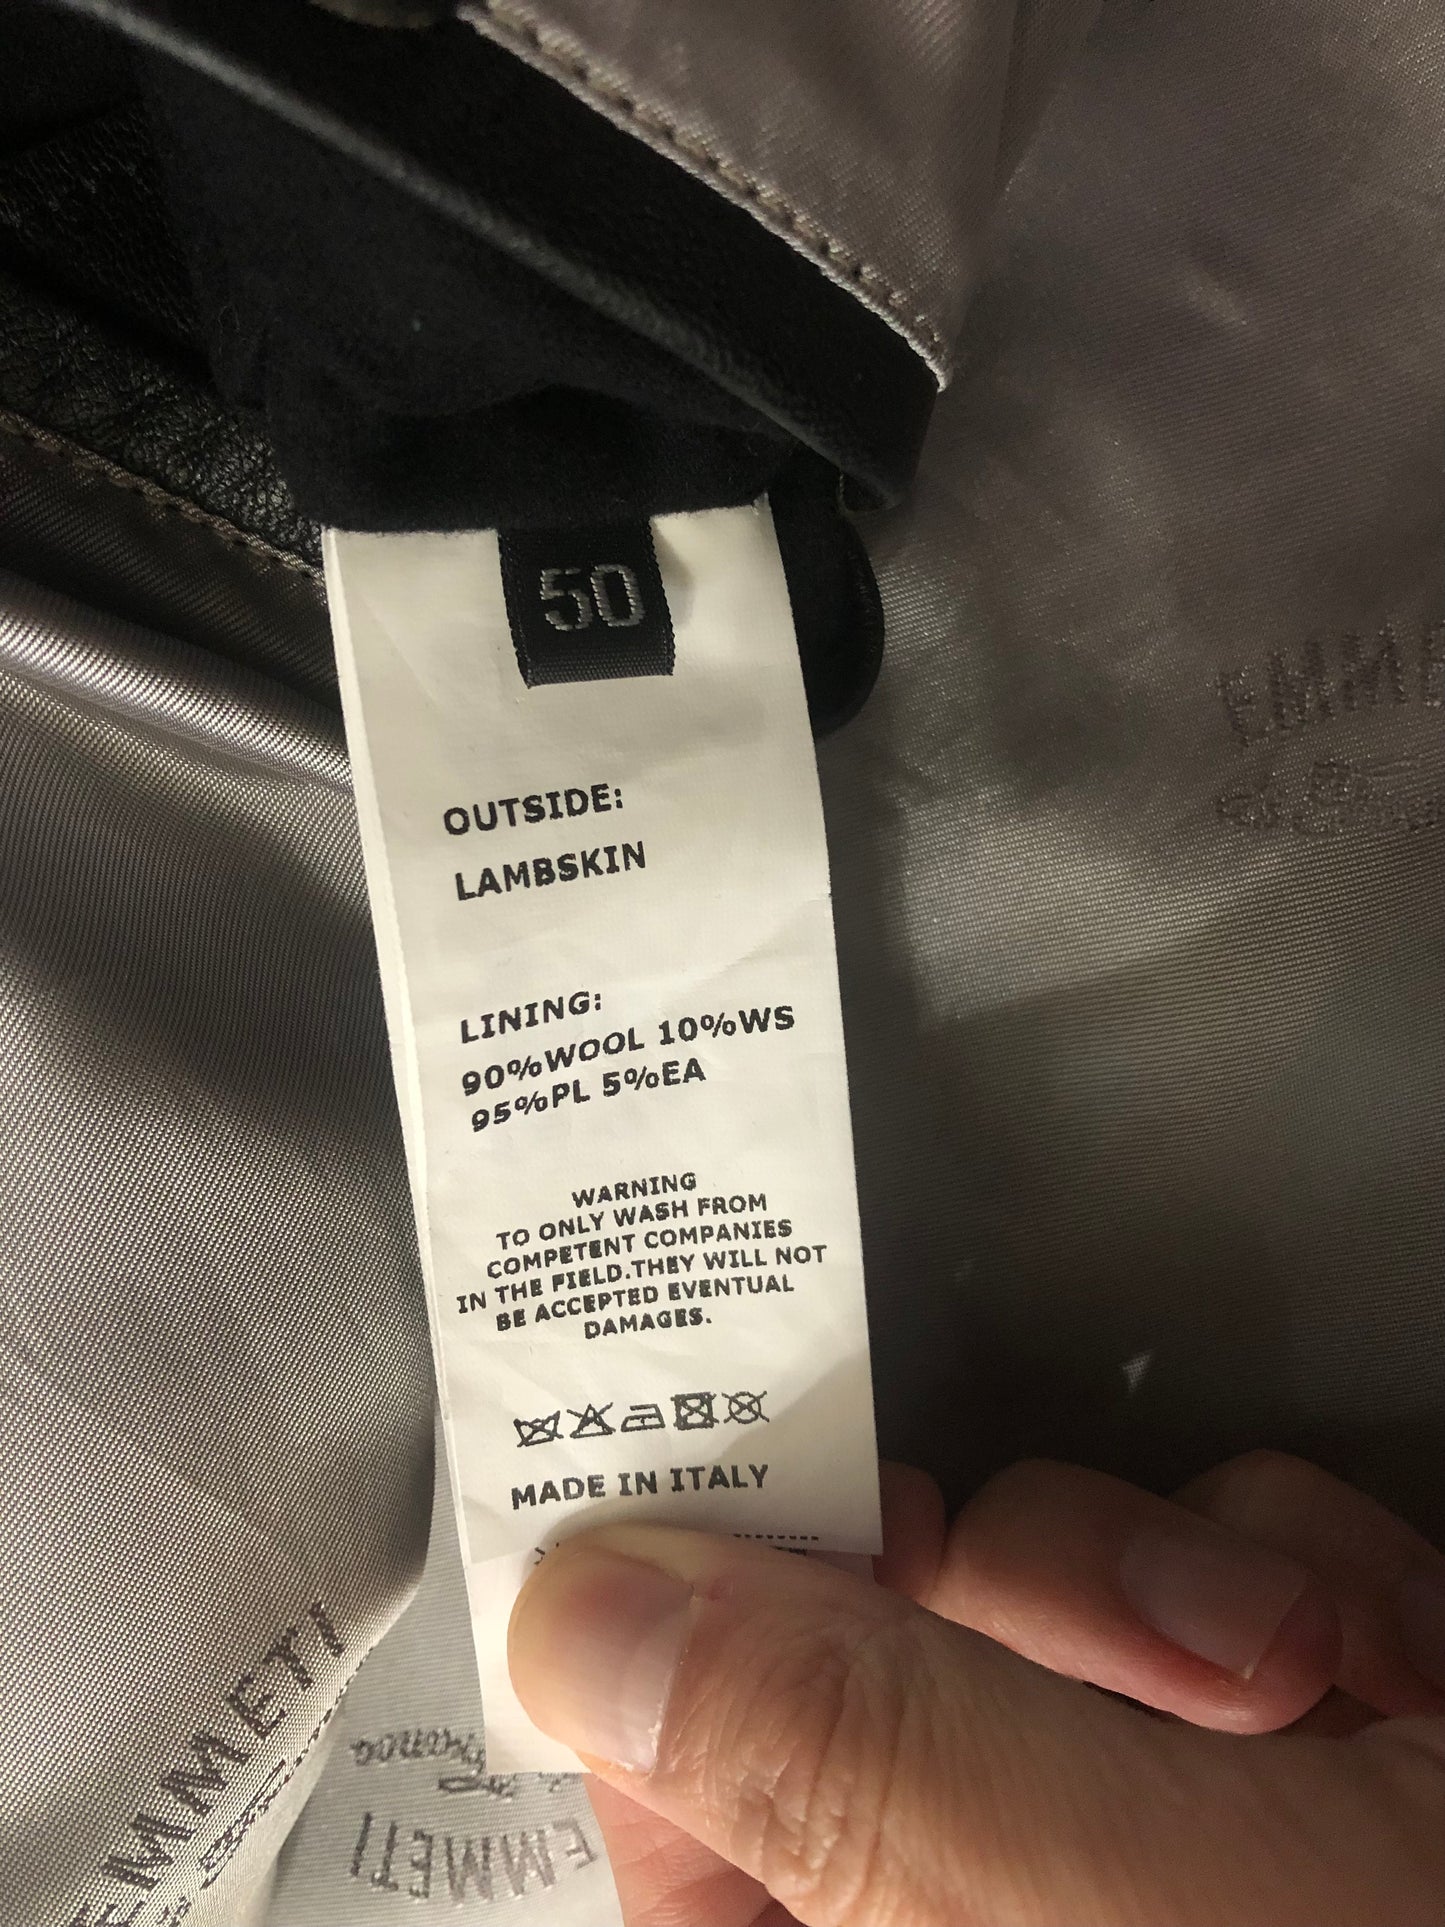 50
OUTSIDE:
LAMBSKIN
LINING:
90%WOOL 10%WS
95%PL 5%EA
WARNING
TO ONLY WASH FROM
COMPETENT COMPANIES
IN THE FIELD.THEY WILL NOT
BE ACCEPTED EVENTUAL
DAMAGES.
MADE IN ITALY
EMMETI
EMMETI